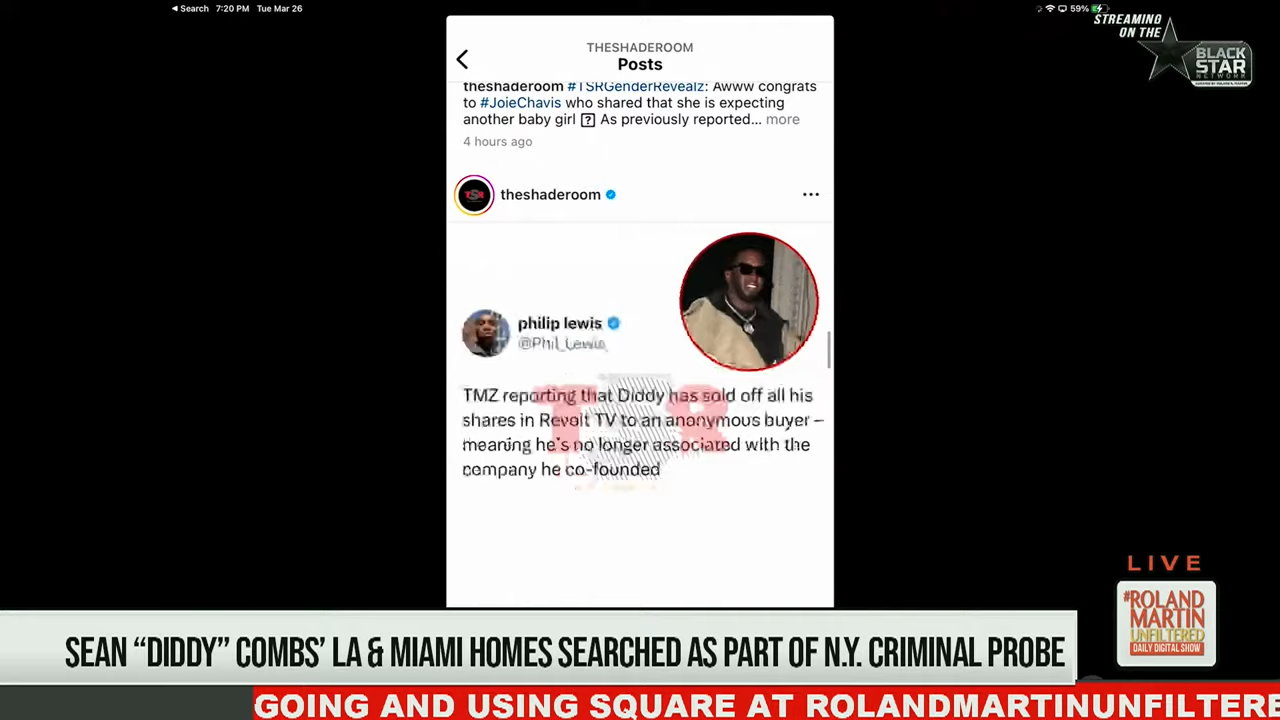 Search 7:20 PM Tue Mar 26
59%
STREAMING
ON THE
BLACK
STAR
NETWORK
THESHADEROOM
Posts
theshaderoom #TSRGenderRevealz: Awww congrats
to #JoieChavis who shared that she is expecting
another baby girl As previously reported... more
4 hours ago
TSR
theshaderoom
philip lewis
@Phil_Lewis_
TSR
TMZ reporting that Diddy has sold off all his
shares in Revolt TV to an anonymous buyer –
meaning he's no longer associated with the
company he co-founded
LIVE
#ROLAND
MARTIN
UNFILTERED
DAILY DIGITAL SHOW
SEAN “DIDDY” COMBS’ LA & MIAMI HOMES SEARCHED AS PART OF N.Y. CRIMINAL PROBE
GOING AND USING SQUARE AT ROLANDMARTINUNFILTERE